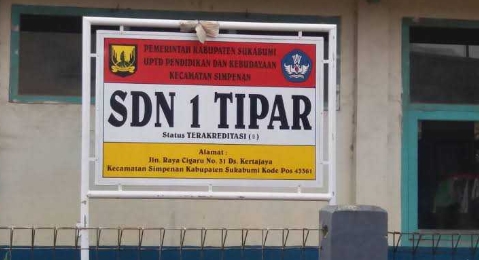 PEMERINTAH KABUPATEN SUKABUMI
UPTD PENDIDIKAN DAN KEBUDAYAAN
KECAMATAN SIMPENAN
SDN 1 TIPAR
Status TERAKREDITASI
Alamat :
Jln. Raya Cigaru No. 31 Ds. Kertajaya
Kecamatan Simpenan Kabupaten Sukabumi Kode Pos 43361